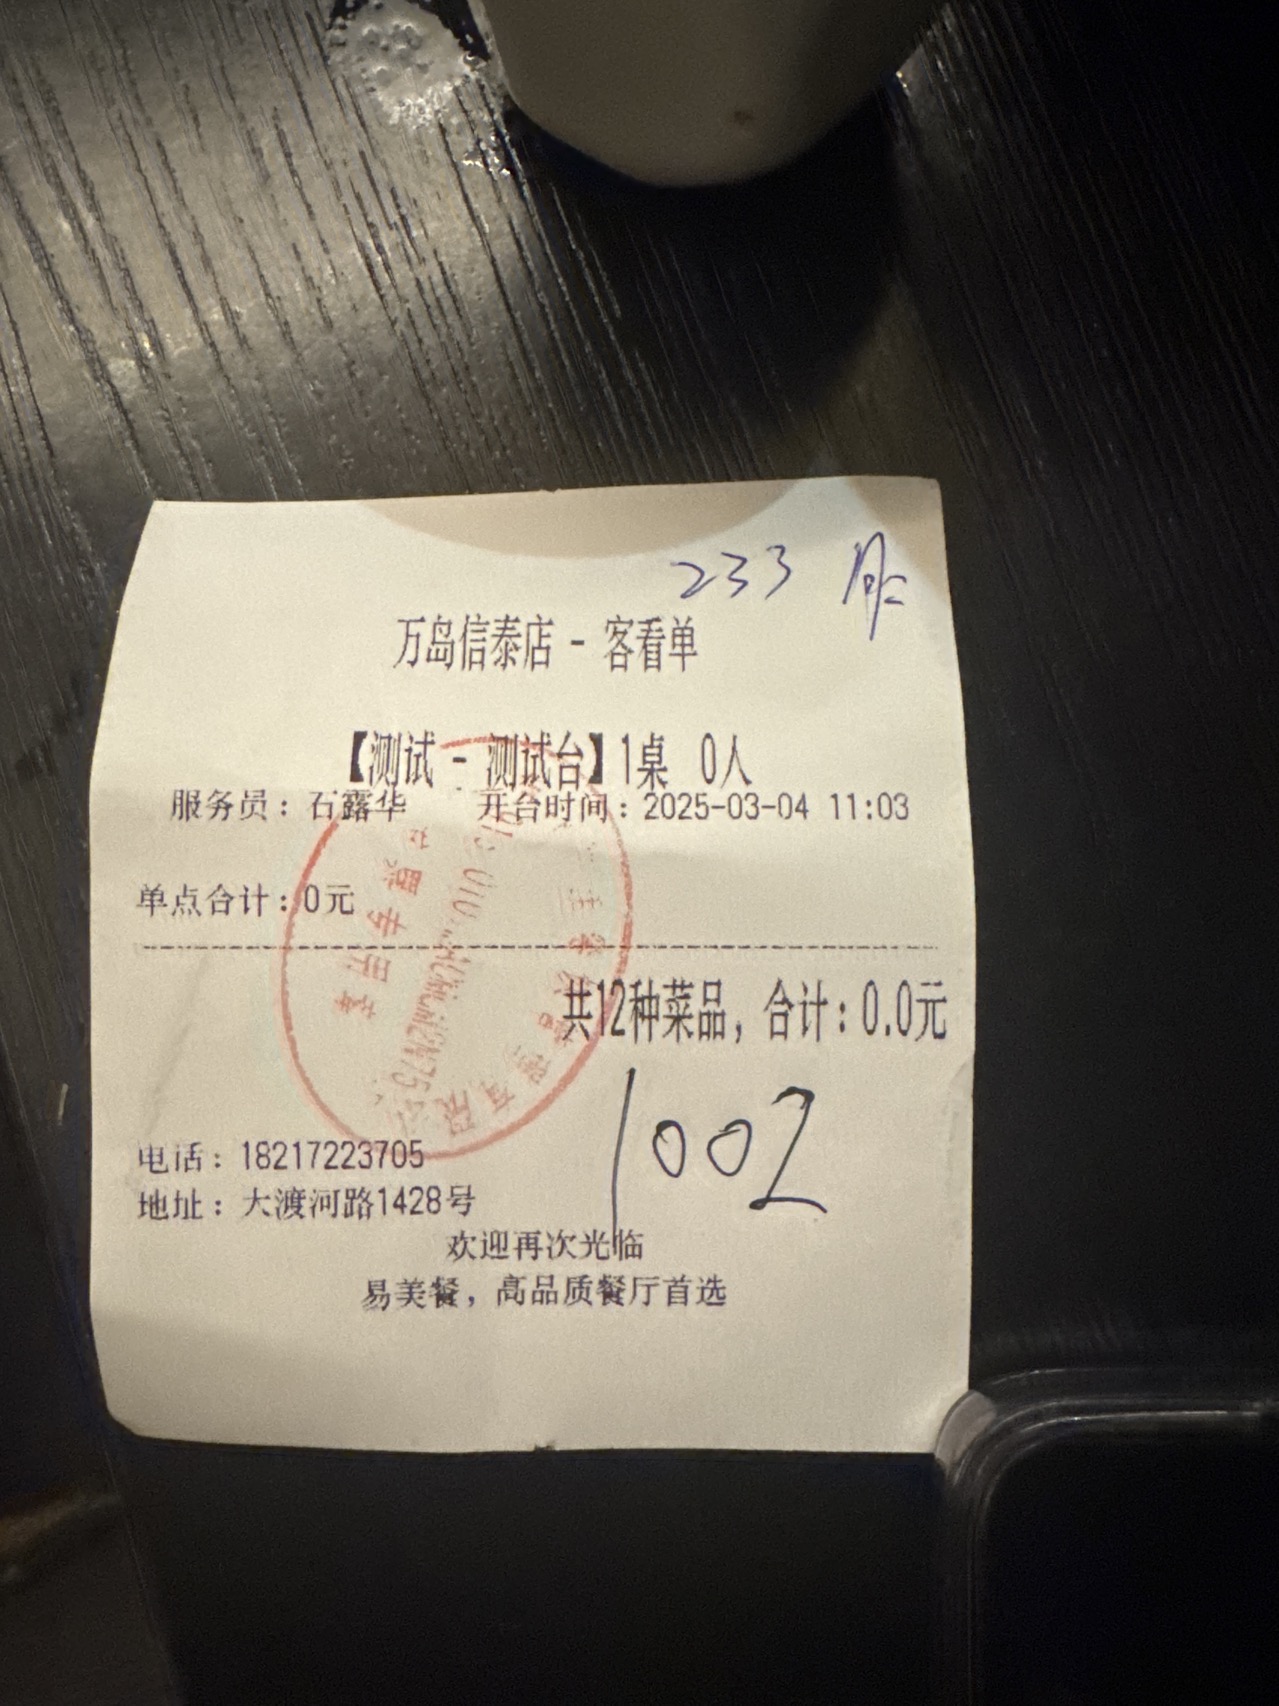 233
万岛信泰店 - 客看单
【测试 - 测试台】1桌 0人
服务员：石露华 开台时间：2025-03-04 11:03
单点合计：0元
共12种菜品，合计：0.0元
1002
电话：18217223705
地址：大渡河路1428号
欢迎再次光临
易美餐，高品质餐厅首选